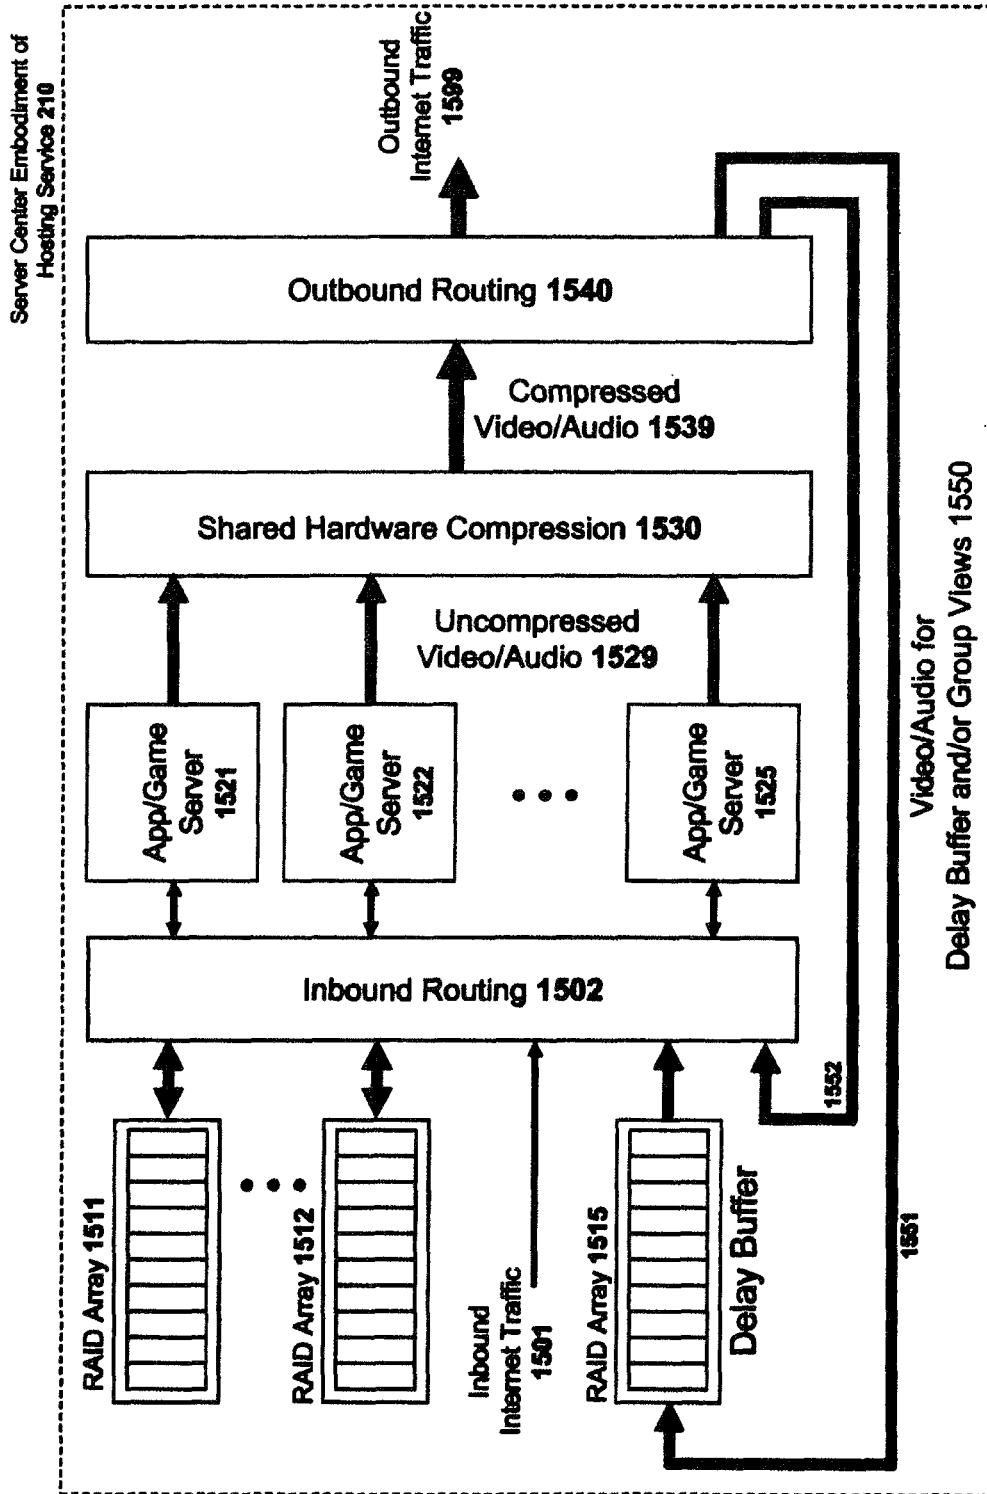 Server Center Embodiment of
Hosting Service 210
RAID Array 1511
RAID Array 1512
Inbound
Internet Traffic
1501
RAID Array 1515
Delay Buffer
Inbound Routing 1502
App/Game
Server
1521
App/Game
Server
1522
App/Game
Server
1525
Uncompressed
Video/Audio 1529
Shared Hardware Compression 1530
Compressed
Video/Audio 1539
Outbound Routing 1540
Outbound
Internet Traffic
1599
1552
1551
Video/Audio for
Delay Buffer and/or Group Views 1550